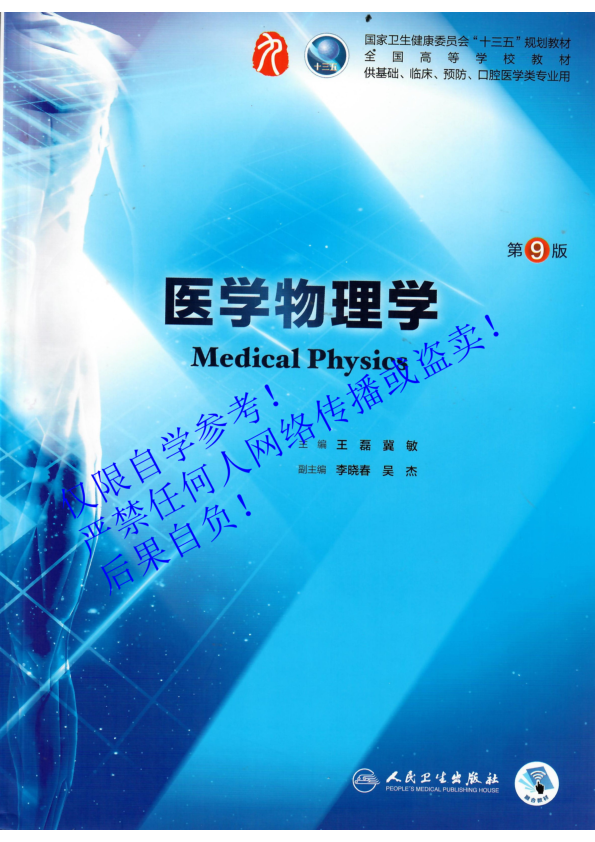 九
十三五
国家卫生健康委员会“十三五”规划教材
全国高等学校教材
供基础、临床、预防、口腔医学类专业用
第9版
医学物理学
Medical Physics
主编 王磊 冀敏
副主编 李晓春 吴杰
仅限自学参考！
严禁任何人网络传播或盗卖！
后果自负！
人民卫生出版社
PEOPLE'S MEDICAL PUBLISHING HOUSE
融合教材